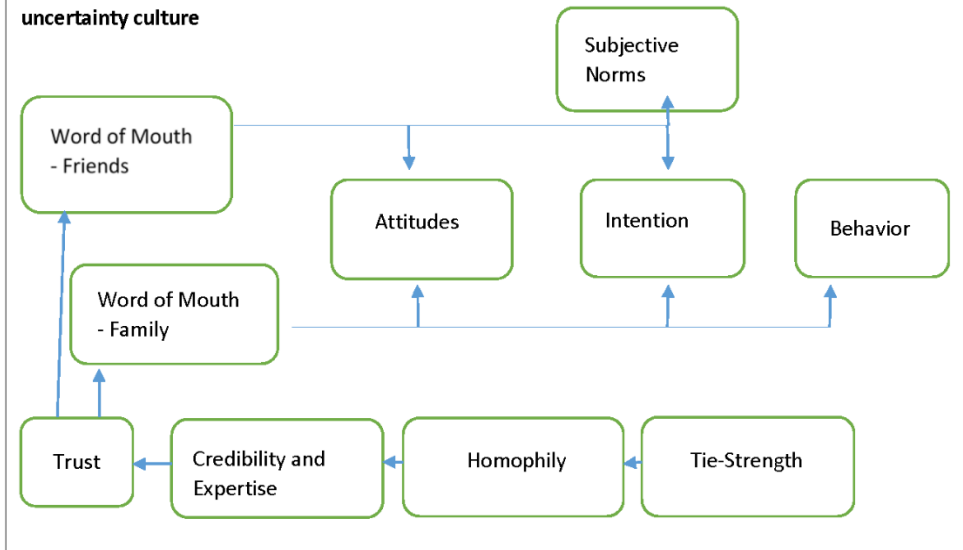 uncertainty culture
Subjective
Norms
Word of Mouth
- Friends
Attitudes
Intention
Behavior
Word of Mouth
- Family
Trust
Credibility and
Expertise
Homophily
Tie-Strength